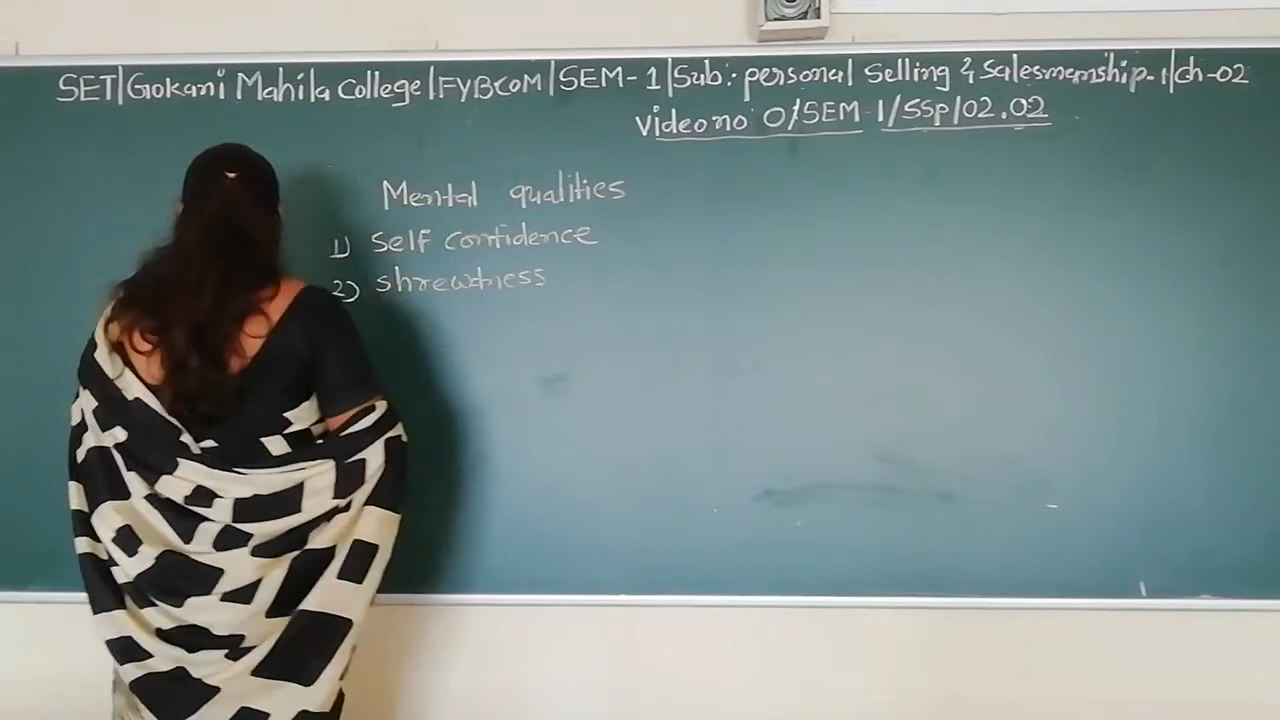 SET|Gokani Mahila College|FYBCOM|SEM-1|Sub: personal Selling & Salesmanship-1|ch-02
video no 0/SEM-1/SSP/02.02
Mental qualities
1) Self confidence
2) shrewdness